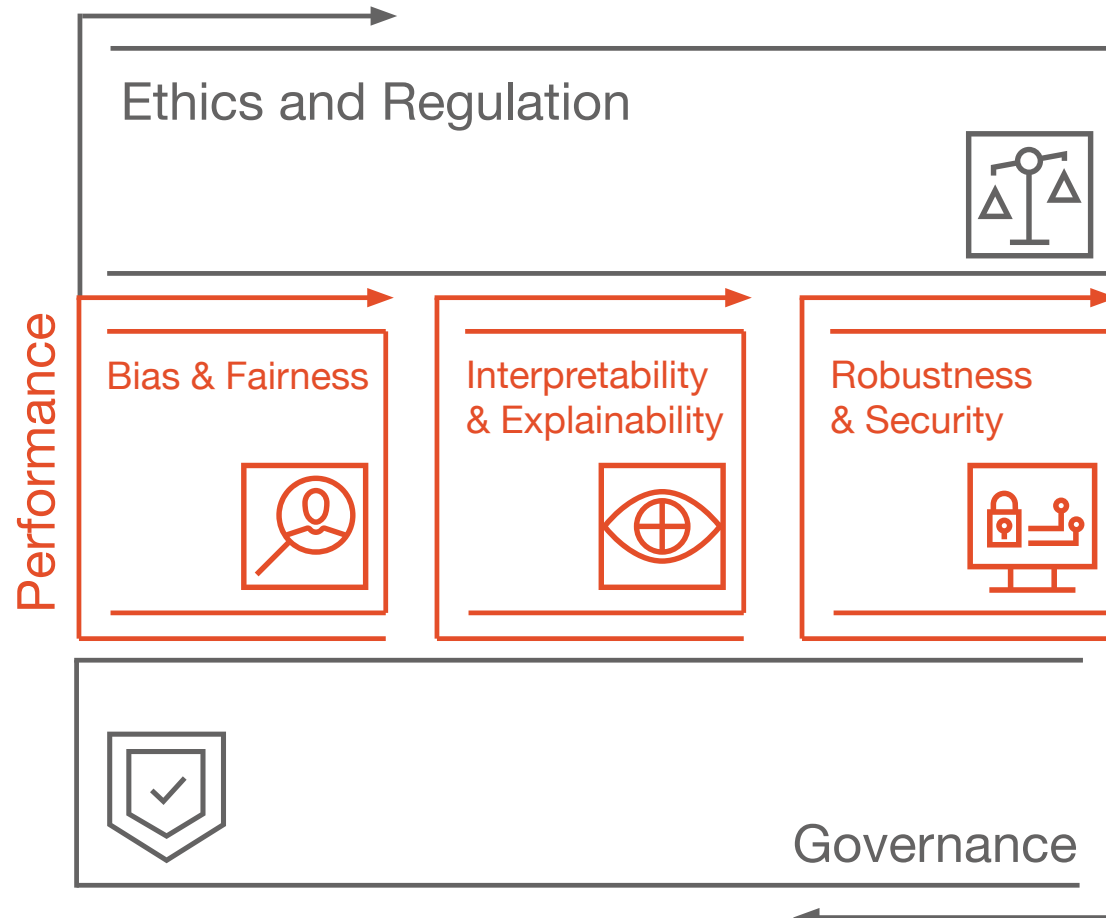 Ethics and Regulation
Performance
Bias & Fairness
Interpretability
& Explainability
Robustness
& Security
Governance